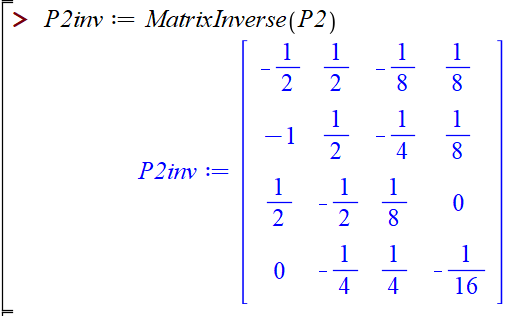 > P2inv := MatrixInverse(P2)
P2inv := [ -1/2 1/2 -1/8 1/8
-1 1/2 -1/4 1/8
1/2 -1/2 1/8 0
0 -1/4 1/4 -1/16 ]